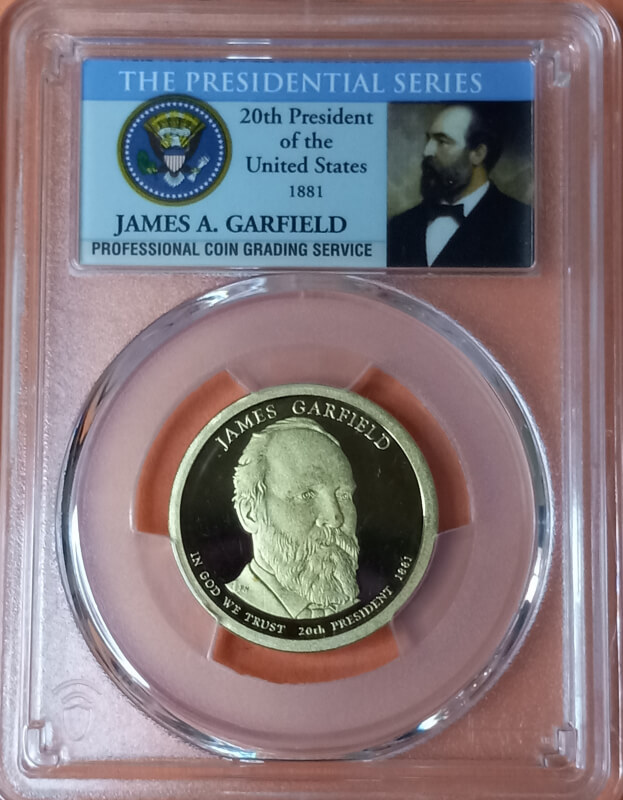 THE PRESIDENTIAL SERIES
20th President
of the
United States
1881
JAMES A. GARFIELD
PROFESSIONAL COIN GRADING SERVICE
JAMES GARFIELD
IN GOD WE TRUST 20th PRESIDENT 1881